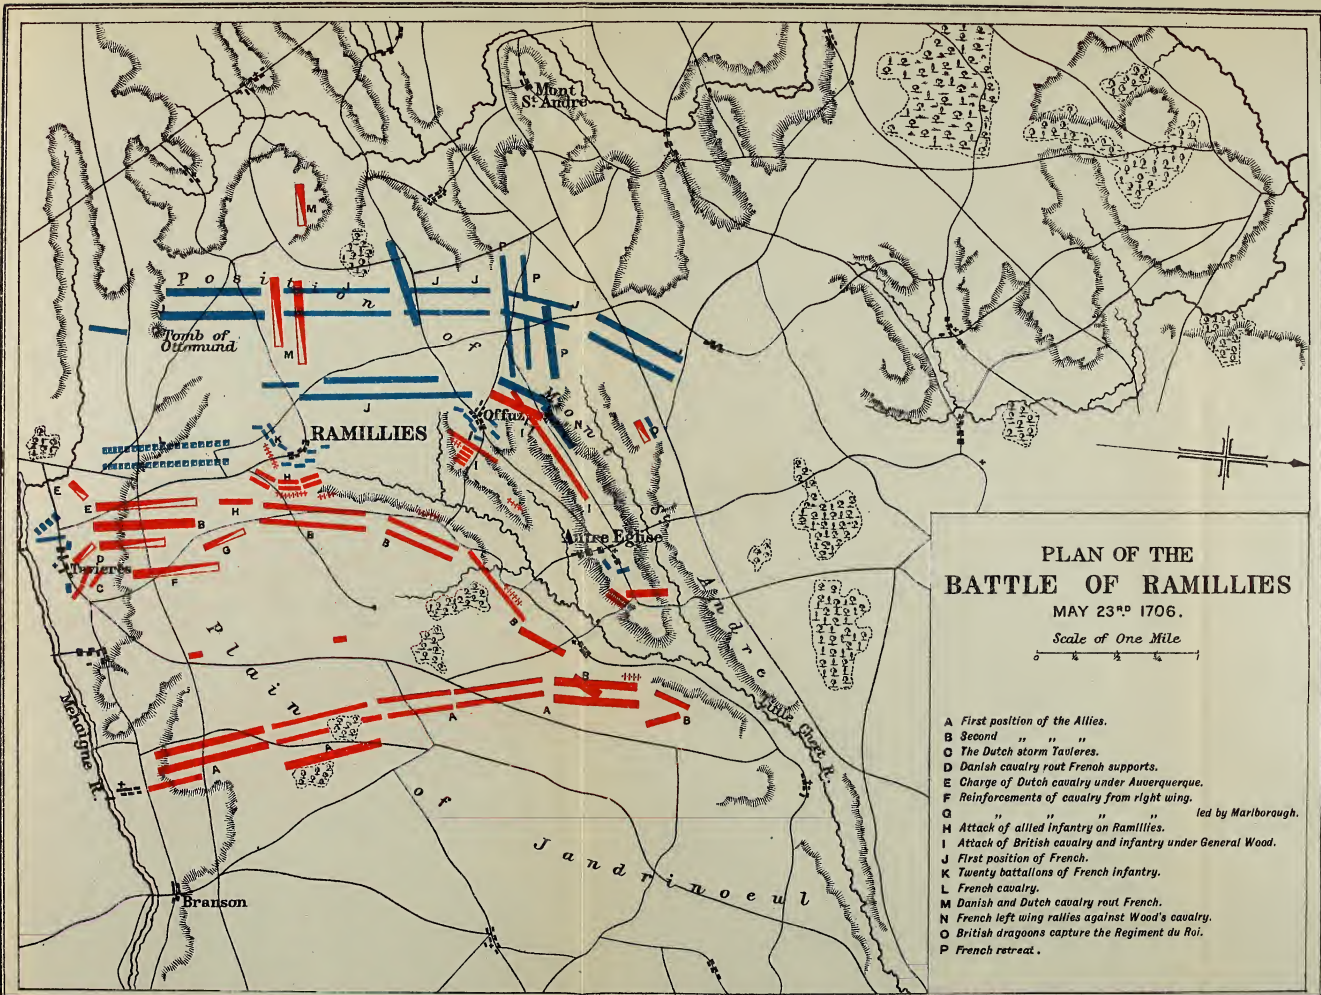 Mont
St. Andre
Position of
Tomb of
Ottomund
Offuz
Mont
RAMILLIES
Autre Eglise
St.
Andre
Tavieres
Plain
of
Jandrinoeul
Mehaigne R.
Little Gheet R.
Branson
PLAN OF THE
BATTLE OF RAMILLIES
MAY 23RD 1706.
Scale of One Mile
0 ¼ ½ ¾ 1
A First position of the Allies.
B Second " " "
C The Dutch storm Tavieres.
D Danish cavalry rout French supports.
E Charge of Dutch cavalry under Auverquerque.
F Reinforcements of cavalry from right wing.
G " " " " led by Marlborough.
H Attack of allied infantry on Ramillies.
I Attack of British cavalry and infantry under General Wood.
J First position of French.
K Twenty battalions of French infantry.
L French cavalry.
M Danish and Dutch cavalry rout French.
N French left wing rallies against Wood's cavalry.
O British dragoons capture the Regiment du Roi.
P French retreat.